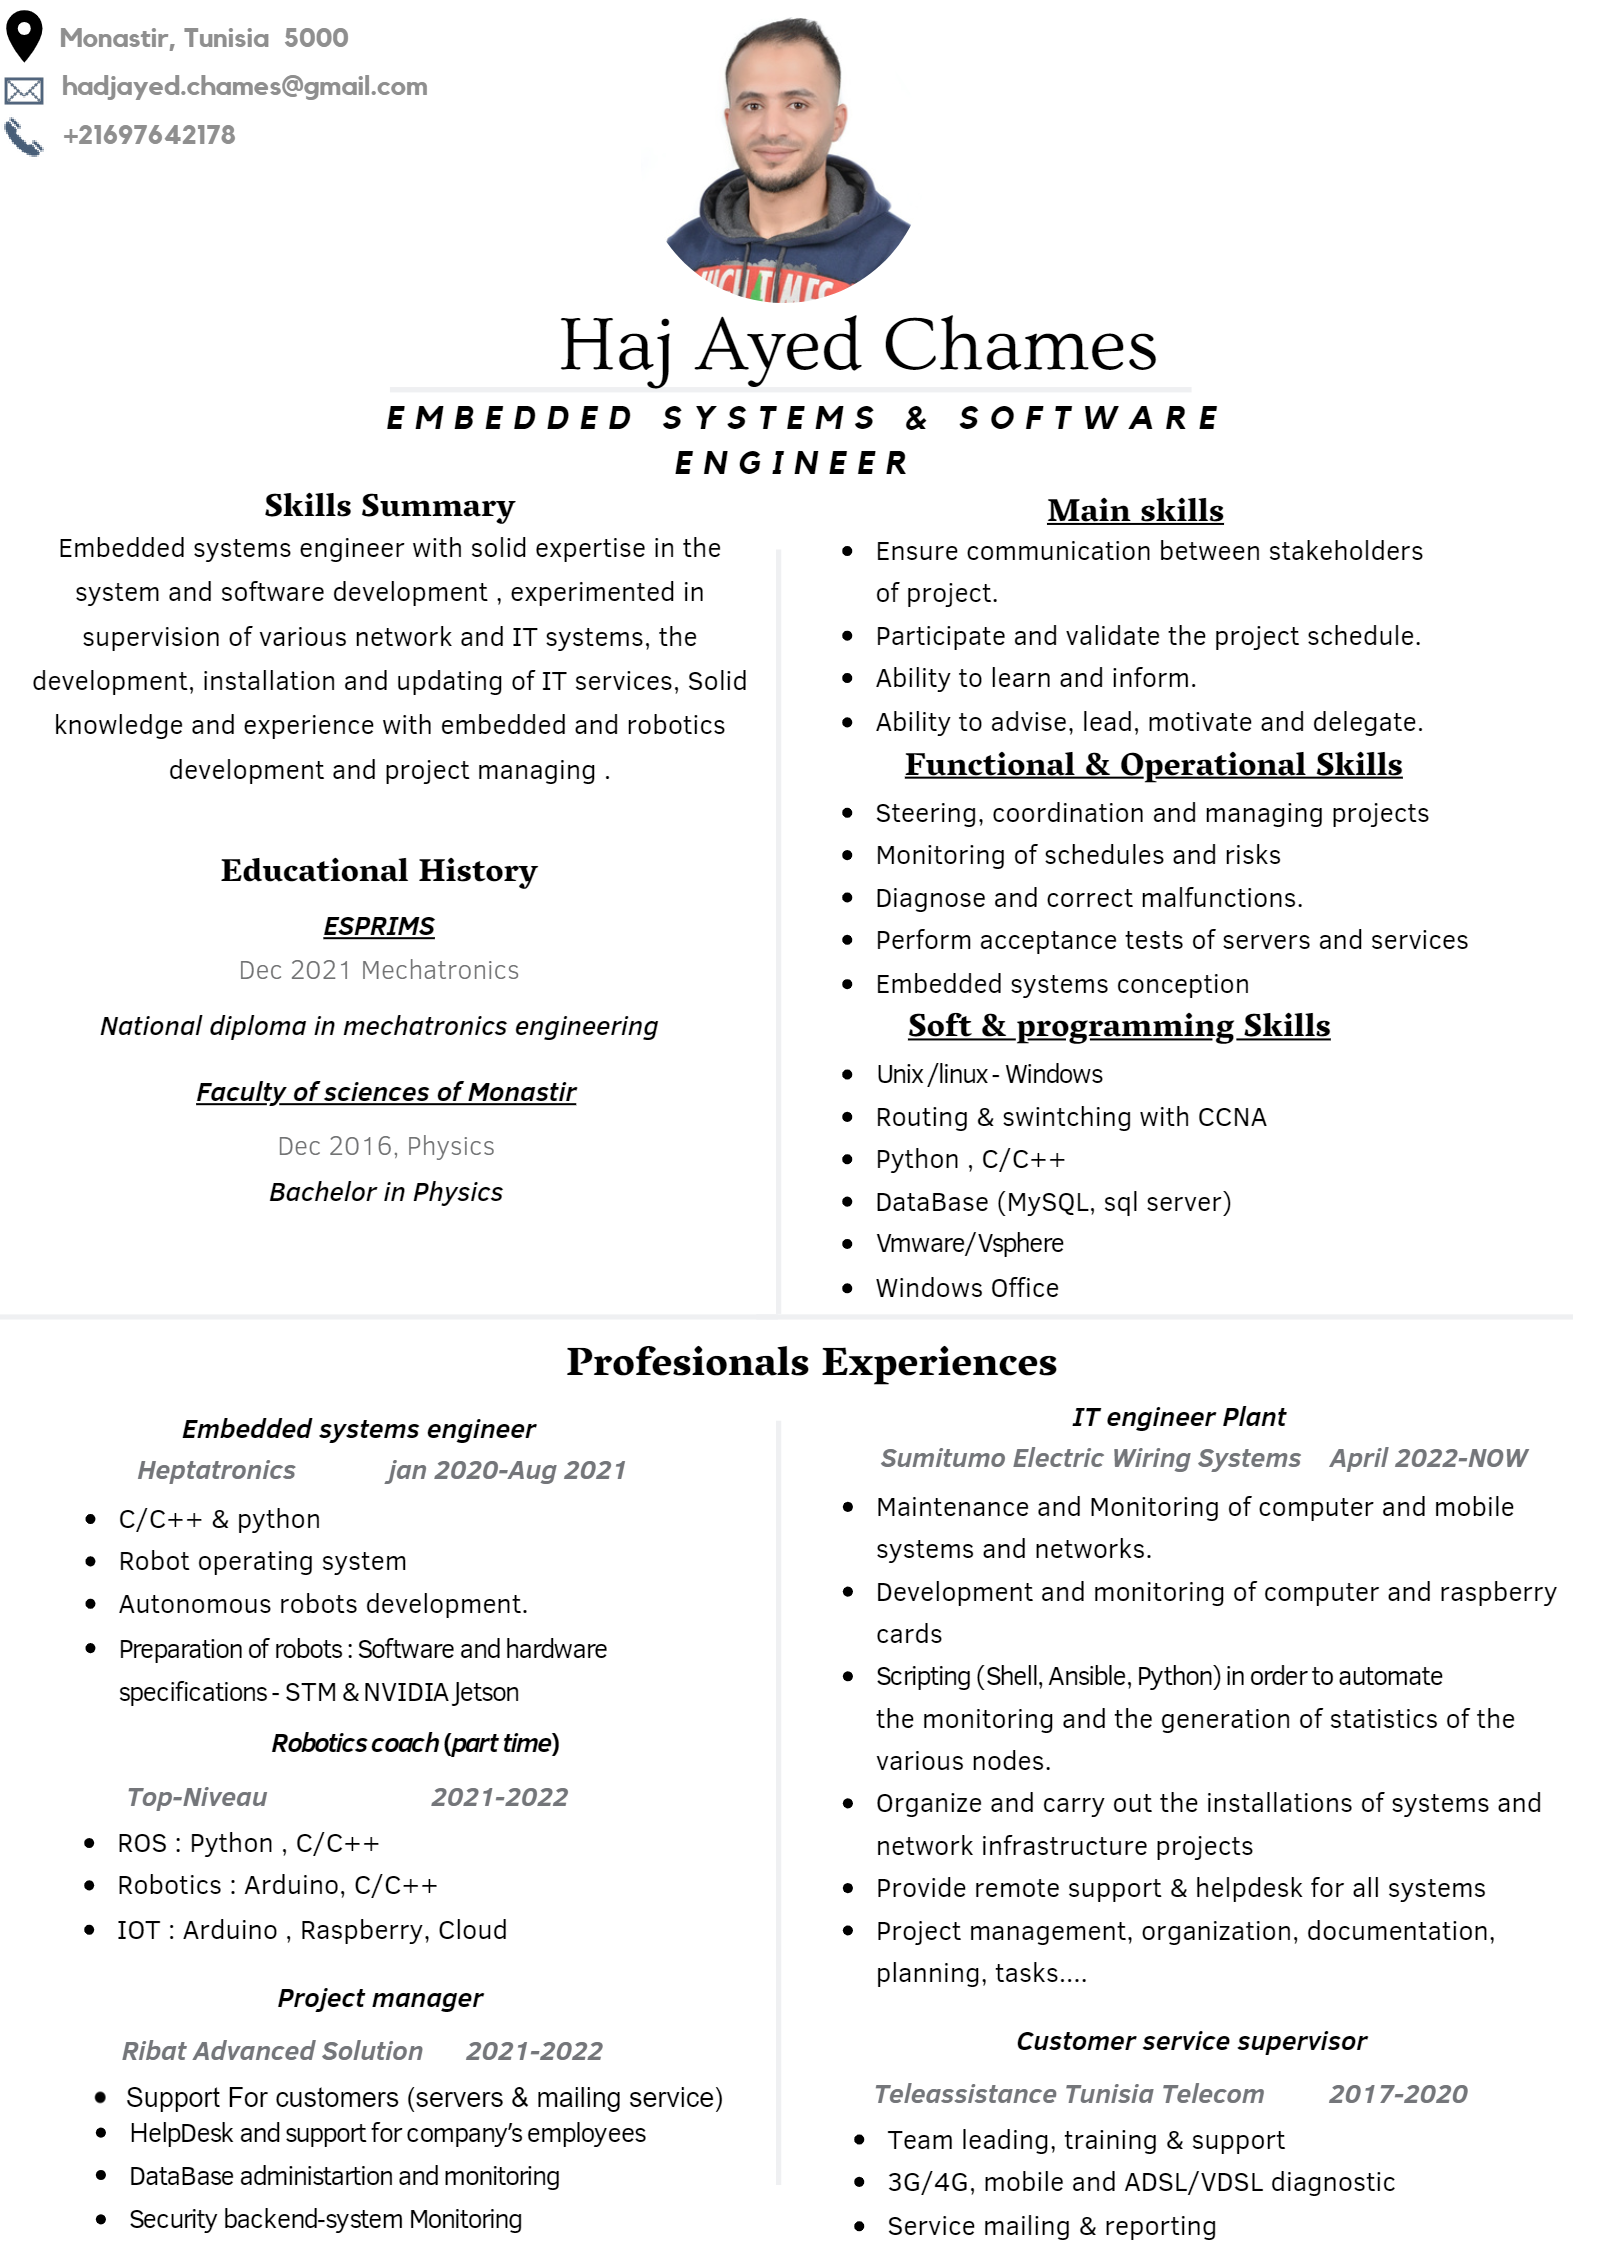 Monastir, Tunisia 5000
hadjayed.chames@gmail.com
+21697642178
Haj Ayed Chames
EMBEDDED SYSTEMS & SOFTWARE
ENGINEER
Skills Summary
Embedded systems engineer with solid expertise in the
system and software development , experimented in
supervision of various network and IT systems, the
development, installation and updating of IT services, Solid
knowledge and experience with embedded and robotics
development and project managing .
Educational History
ESPRIMS
Dec 2021 Mechatronics
National diploma in mechatronics engineering
Faculty of sciences of Monastir
Dec 2016, Physics
Bachelor in Physics
Main skills
Ensure communication between stakeholders
of project.
Participate and validate the project schedule.
Ability to learn and inform.
Ability to advise, lead, motivate and delegate.
Functional & Operational Skills
Steering, coordination and managing projects
Monitoring of schedules and risks
Diagnose and correct malfunctions.
Perform acceptance tests of servers and services
Embedded systems conception
Soft & programming Skills
Unix /linux - Windows
Routing & swintching with CCNA
Python , C/C++
DataBase (MySQL, sql server)
Vmware/Vsphere
Windows Office
Profesionals Experiences
Embedded systems engineer
Heptatronics jan 2020-Aug 2021
C/C++ & python
Robot operating system
Autonomous robots development.
Preparation of robots : Software and hardware
specifications - STM & NVIDIA Jetson
Robotics coach (part time)
Top-Niveau 2021-2022
ROS : Python , C/C++
Robotics : Arduino, C/C++
IOT : Arduino , Raspberry, Cloud
Project manager
Ribat Advanced Solution 2021-2022
Support For customers (servers & mailing service)
HelpDesk and support for company's employees
DataBase administartion and monitoring
Security backend-system Monitoring
IT engineer Plant
Sumitumo Electric Wiring Systems April 2022-NOW
Maintenance and Monitoring of computer and mobile
systems and networks.
Development and monitoring of computer and raspberry
cards
Scripting (Shell, Ansible, Python) in order to automate
the monitoring and the generation of statistics of the
various nodes.
Organize and carry out the installations of systems and
network infrastructure projects
Provide remote support & helpdesk for all systems
Project management, organization, documentation,
planning, tasks....
Customer service supervisor
Teleassistance Tunisia Telecom 2017-2020
Team leading, training & support
3G/4G, mobile and ADSL/VDSL diagnostic
Service mailing & reporting